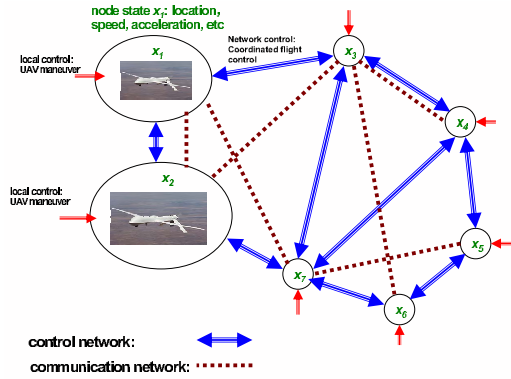 node state x1: location,
speed, acceleration, etc
local control:
UAV maneuver
x1
Network control:
Coordinated flight
control
x3
x4
local control:
UAV maneuver
x2
x5
x7
x6
control network:
communication network: